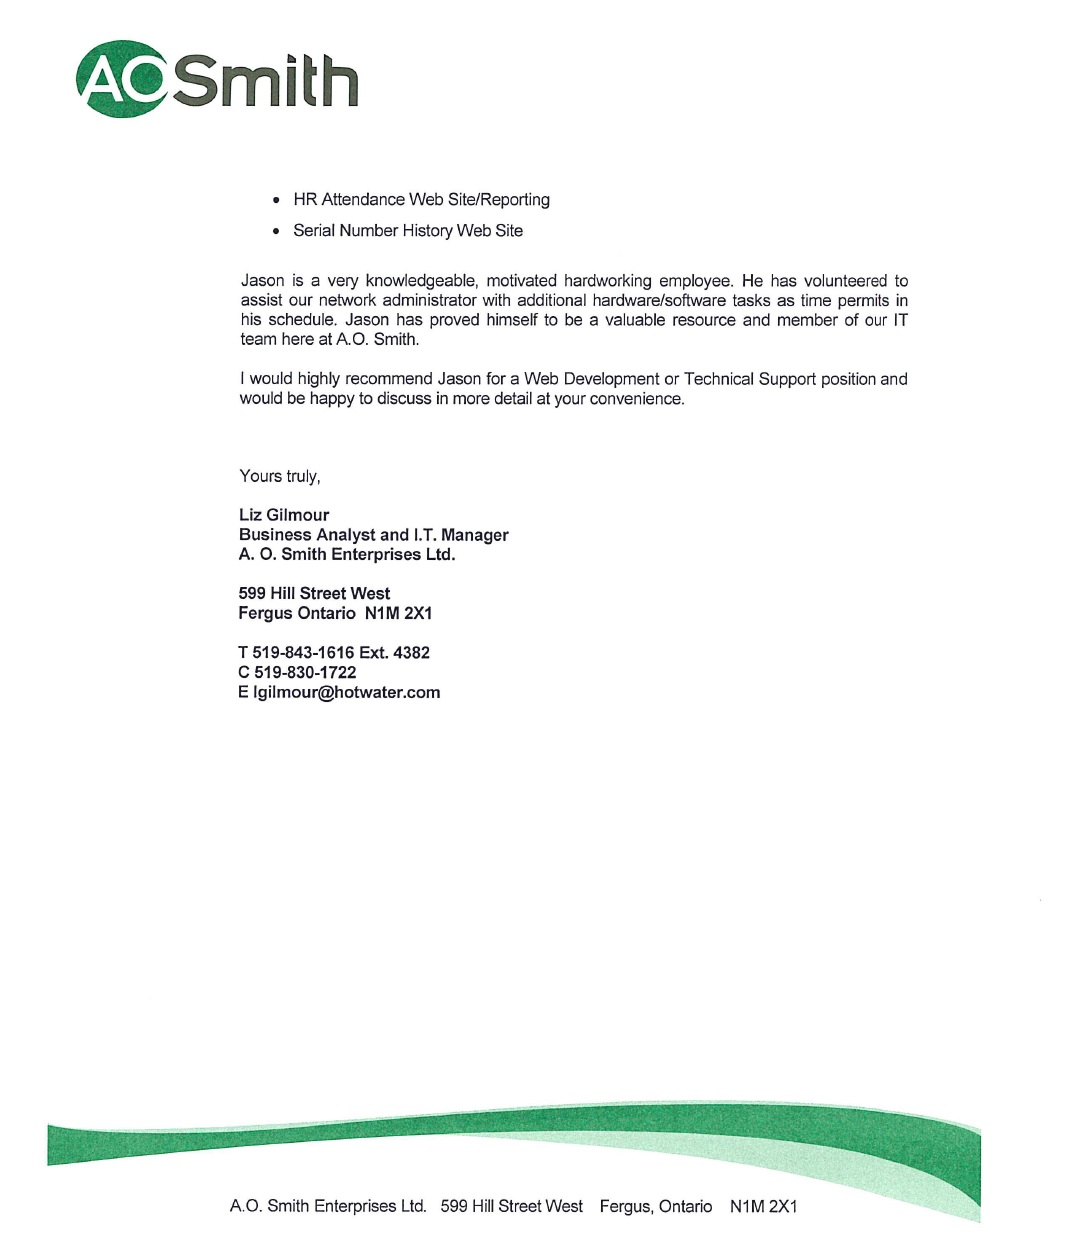 AOSmith
• HR Attendance Web Site/Reporting
• Serial Number History Web Site
Jason is a very knowledgeable, motivated hardworking employee. He has volunteered to
assist our network administrator with additional hardware/software tasks as time permits in
his schedule. Jason has proved himself to be a valuable resource and member of our IT
team here at A.O. Smith.
I would highly recommend Jason for a Web Development or Technical Support position and
would be happy to discuss in more detail at your convenience.
Yours truly,
Liz Gilmour
Business Analyst and I.T. Manager
A. O. Smith Enterprises Ltd.
599 Hill Street West
Fergus Ontario N1M 2X1
T 519-843-1616 Ext. 4382
C 519-830-1722
E lgilmour@hotwater.com
A.O. Smith Enterprises Ltd. 599 Hill Street West Fergus, Ontario N1M 2X1